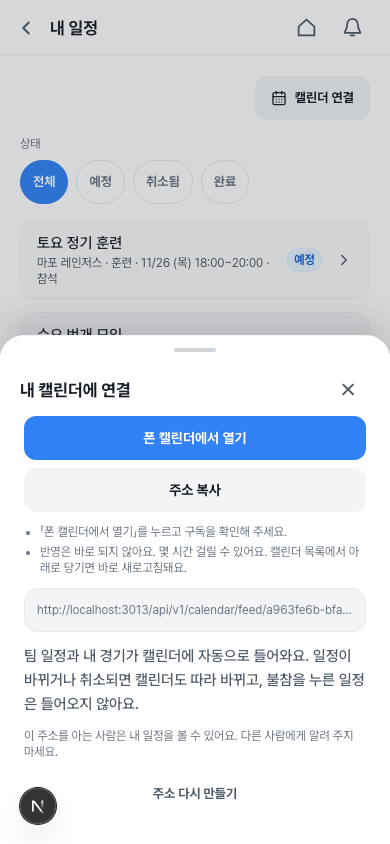 내 일정
캘린더 연결
상태
전체
예정
취소됨
완료
토요 정기 훈련
마포 레인저스 · 훈련 · 11/26 (목) 18:00~20:00 ·
참석
예정
수요 번개 모임
내 캘린더에 연결
폰 캘린더에서 열기
주소 복사
• 「폰 캘린더에서 열기」를 누르고 구독을 확인해 주세요.
• 반영은 바로 되지 않아요. 몇 시간 걸릴 수 있어요. 캘린더 목록에서 아
래로 당기면 바로 새로고침돼요.
http://localhost:3013/api/v1/calendar/feed/a963fe6b-bfa...
팀 일정과 내 경기가 캘린더에 자동으로 들어와요. 일정이
바뀌거나 취소되면 캘린더도 따라 바뀌고, 불참을 누른 일정
은 들어오지 않아요.
이 주소를 아는 사람은 내 일정을 볼 수 있어요. 다른 사람에게 알려 주지
마세요.
주소 다시 만들기
N